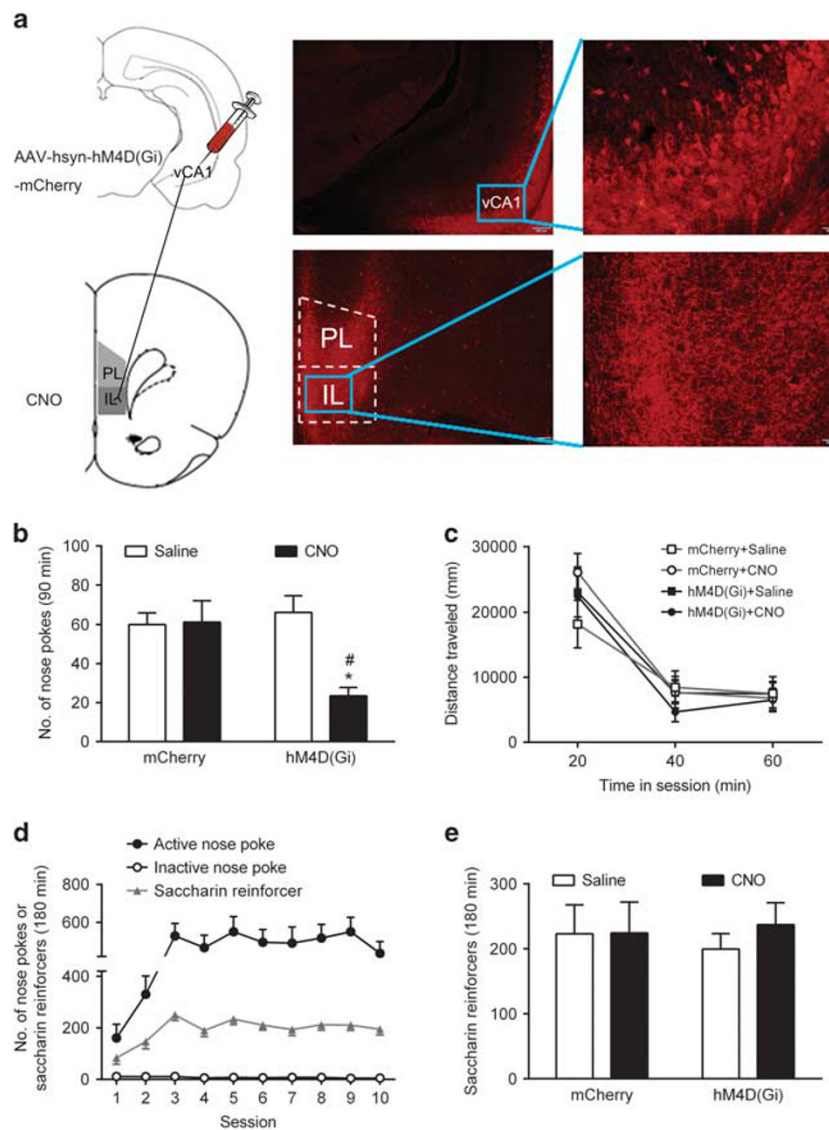 a
AAV-hsyn-hM4D(Gi)
-mCherry
vCA1
vCA1
PL
IL
CNO
PL
IL
b
Saline
CNO
No. of nose pokes (90 min)
100
80
60
40
20
0
#
*
mCherry
hM4D(Gi)
c
mCherry+Saline
mCherry+CNO
hM4D(Gi)+Saline
hM4D(Gi)+CNO
Distance traveled (mm)
30000
20000
10000
0
20 40 60
Time in session (min)
d
Active nose poke
Inactive nose poke
Saccharin reinforcer
No. of nose pokes or
saccharin reinforcers (180 min)
800
600
400
200
0
1 2 3 4 5 6 7 8 9 10
Session
e
Saline
CNO
Saccharin reinforcers (180 min)
300
200
100
0
mCherry
hM4D(Gi)